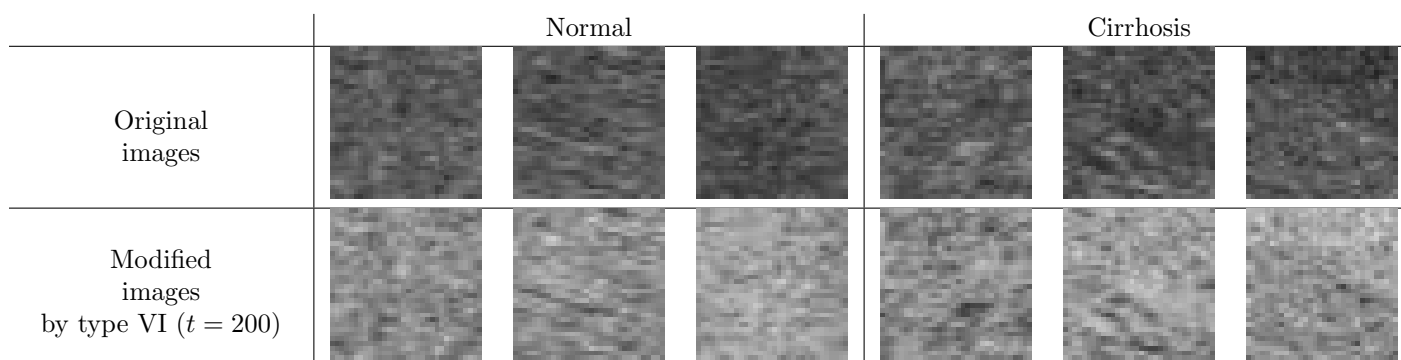 Normal
Cirrhosis
Original
images
Modified
images
by type VI (t = 200)